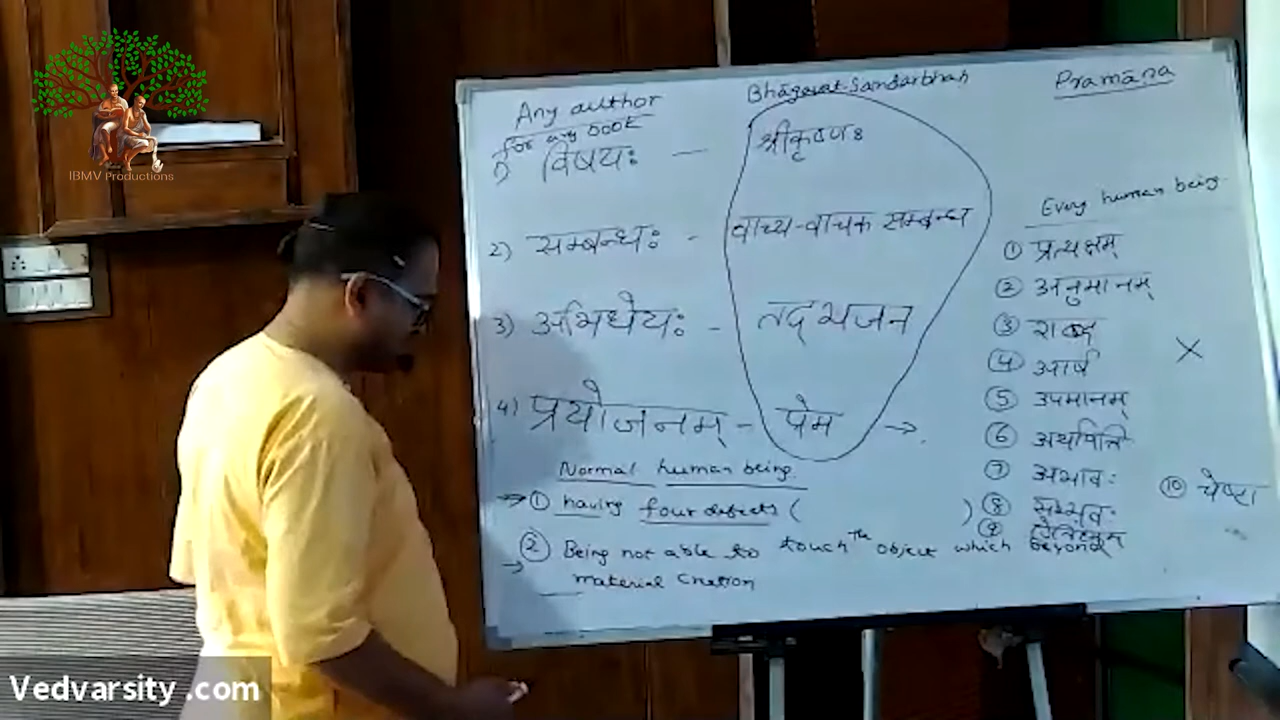 IBMV Productions
Any author
for any book
Bhāgavat-Sandarbhaḥ
Pramāṇa
1) विषयः — श्रीकृष्णः
2) सम्बन्धः - वाच्य-वाचक सम्बन्ध
3) अभिधेयः - तद् भजन
4) प्रयोजनम् - प्रेम →
Every human being
① प्रत्यक्षम्
② अनुमानम्
③ शब्द
④ आर्ष
⑤ उपमानम्
⑥ अर्थापत्ति
⑦ अभावः
⑧ सम्भवः
⑨
⑩ चेष्टा
×
Normal human being.
→ ① having four defects ( )
② Being not able to touch the object which beyond
→ material Creation
Vedvarsity .com